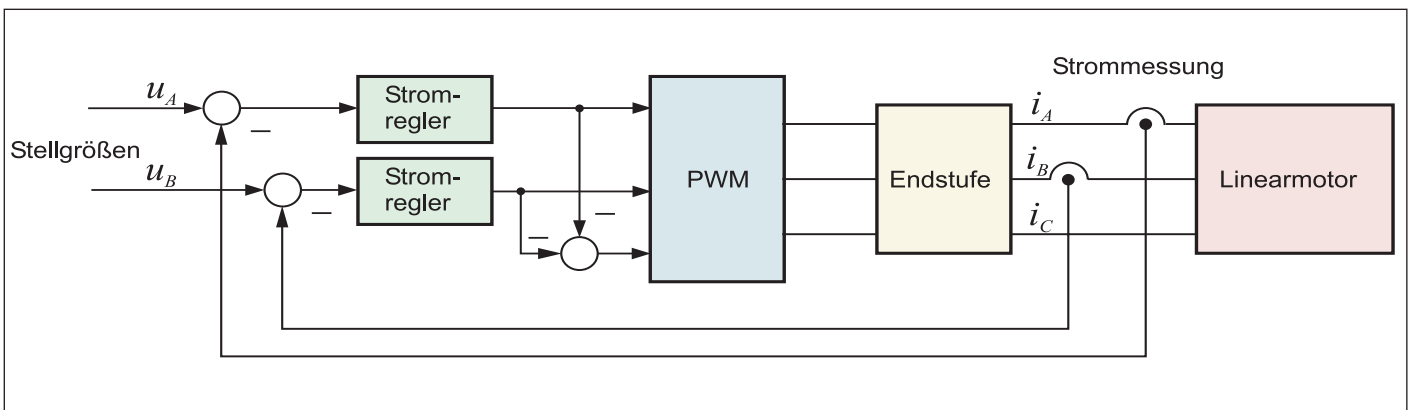 Strommessung
u_A
Strom-
regler
i_A
Stellgrößen
u_B
Strom-
regler
PWM
Endstufe
i_B
Linearmotor
i_C